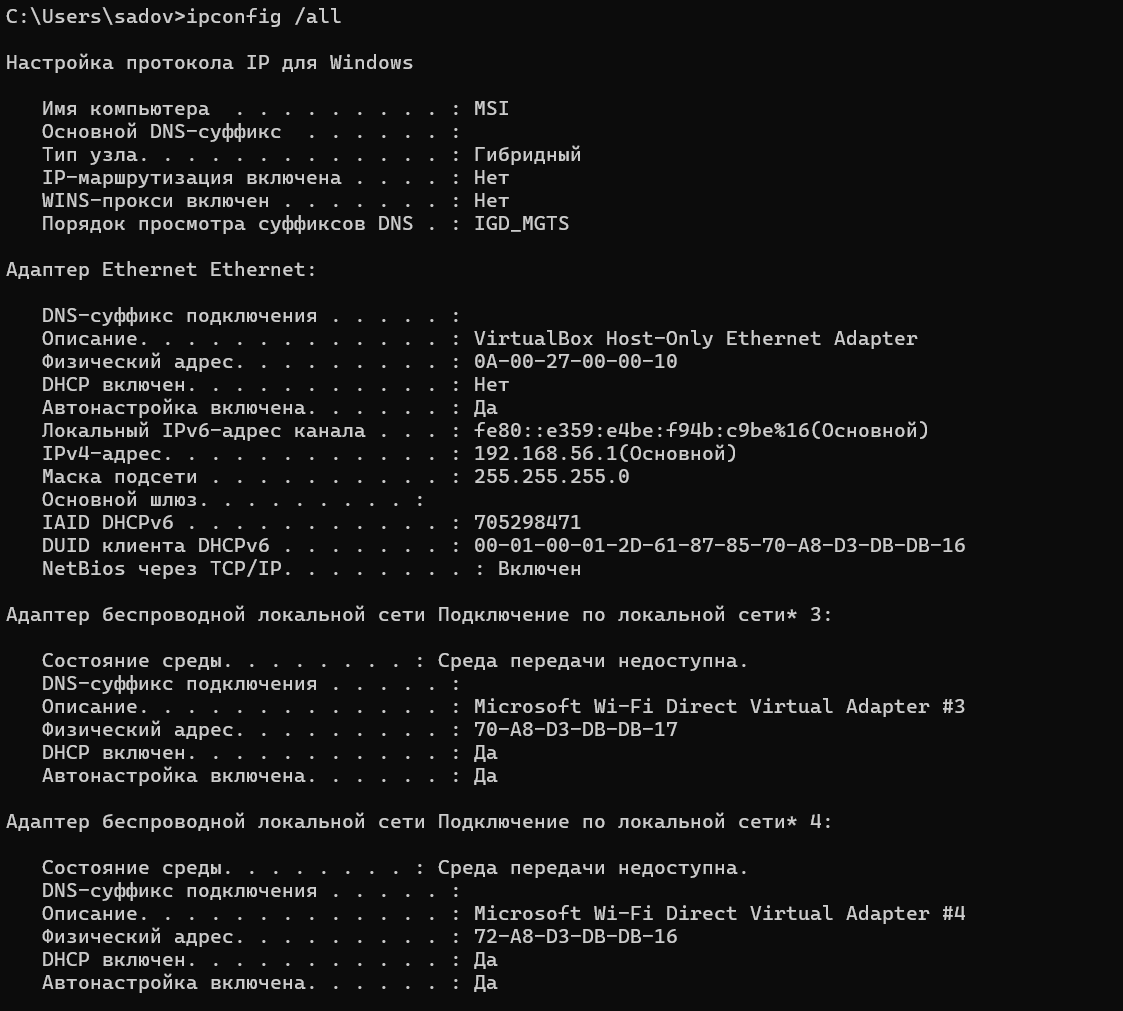 C:\Users\sadov>ipconfig /all
Настройка протокола IP для Windows
Имя компьютера . . . . . . . . . : MSI
Основной DNS-суффикс . . . . . . :
Тип узла. . . . . . . . . . . . . : Гибридный
IP-маршрутизация включена . . . . : Нет
WINS-прокси включен . . . . . . . : Нет
Порядок просмотра суффиксов DNS . : IGD_MGTS
Адаптер Ethernet Ethernet:
DNS-суффикс подключения . . . . . :
Описание. . . . . . . . . . . . . : VirtualBox Host-Only Ethernet Adapter
Физический адрес. . . . . . . . . : 0A-00-27-00-00-10
DHCP включен. . . . . . . . . . . : Нет
Автонастройка включена. . . . . . : Да
Локальный IPv6-адрес канала . . . : fe80::e359:e4be:f94b:c9be%16(Основной)
IPv4-адрес. . . . . . . . . . . . : 192.168.56.1(Основной)
Маска подсети . . . . . . . . . . : 255.255.255.0
Основной шлюз. . . . . . . . . :
IAID DHCPv6 . . . . . . . . . . . : 705298471
DUID клиента DHCPv6 . . . . . . . : 00-01-00-01-2D-61-87-85-70-A8-D3-DB-DB-16
NetBios через TCP/IP. . . . . . . . : Включен
Адаптер беспроводной локальной сети Подключение по локальной сети* 3:
Состояние среды. . . . . . . . : Среда передачи недоступна.
DNS-суффикс подключения . . . . . :
Описание. . . . . . . . . . . . . : Microsoft Wi-Fi Direct Virtual Adapter #3
Физический адрес. . . . . . . . . : 70-A8-D3-DB-DB-17
DHCP включен. . . . . . . . . . . : Да
Автонастройка включена. . . . . . : Да
Адаптер беспроводной локальной сети Подключение по локальной сети* 4:
Состояние среды. . . . . . . . : Среда передачи недоступна.
DNS-суффикс подключения . . . . . :
Описание. . . . . . . . . . . . . : Microsoft Wi-Fi Direct Virtual Adapter #4
Физический адрес. . . . . . . . . : 72-A8-D3-DB-DB-16
DHCP включен. . . . . . . . . . . : Да
Автонастройка включена. . . . . . : Да